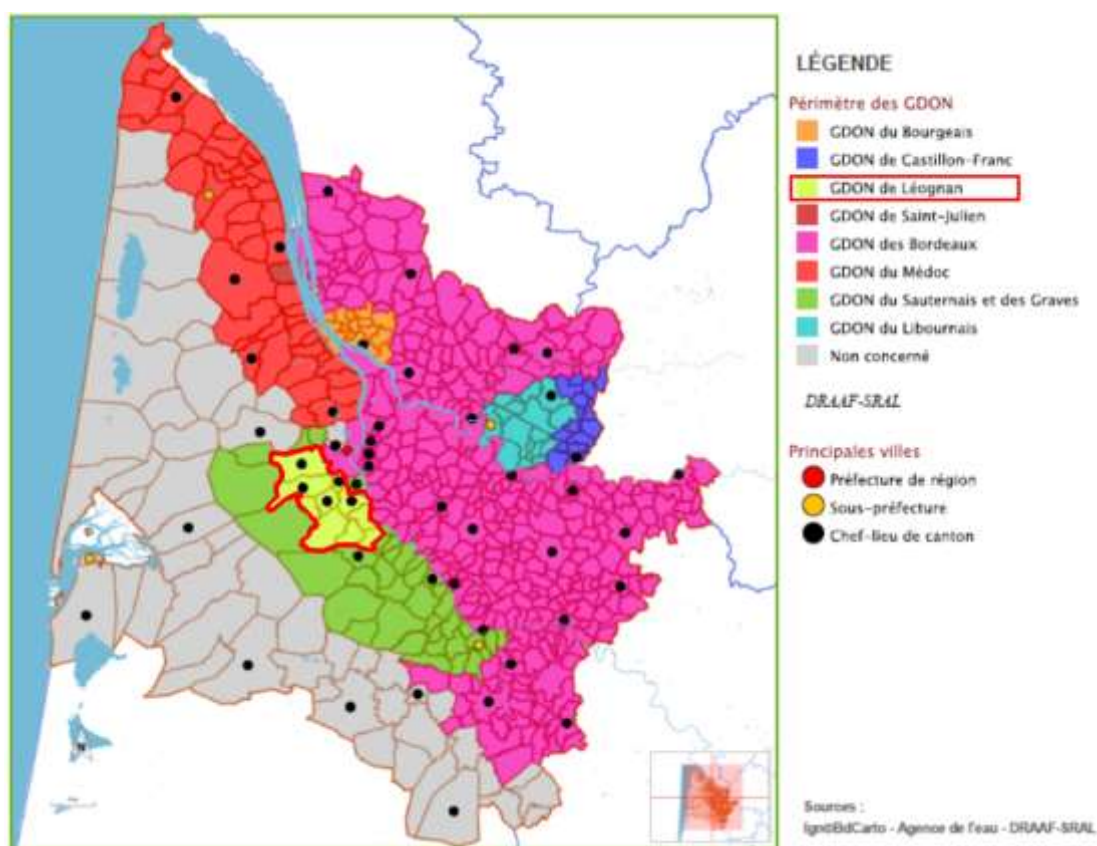 LÉGENDE
Périmètre des GDON
GDON du Bourgeais
GDON de Castillon-Franc
GDON de Léognan
GDON de Saint-Julien
GDON des Bordeaux
GDON du Médoc
GDON du Sauternais et des Graves
GDON du Libournais
Non concerné
DRAAF-SRAL
Principales villes
Préfecture de région
Sous-préfecture
Chef-lieu de canton
N
Sources :
Ign©BdCarto - Agence de l'eau - DRAAF-SRAL